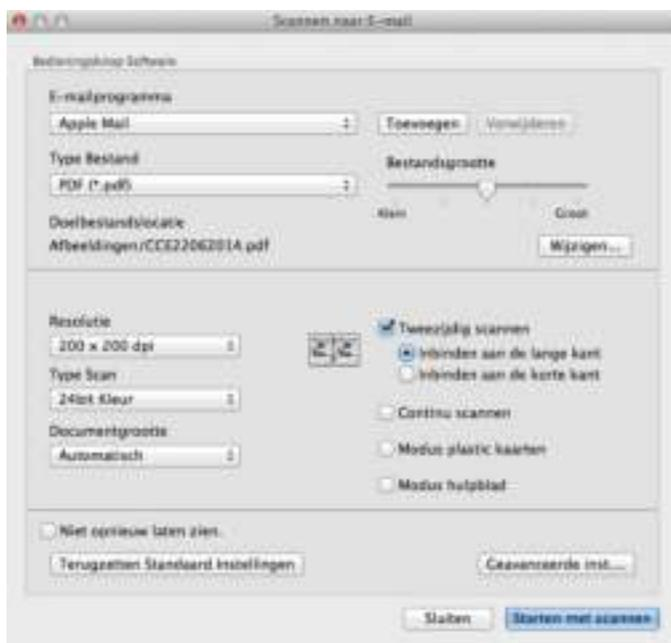 Scannen naar E-mail
Bedieningsknop Software
E-mailprogramma
Apple Mail
Toevoegen Verwijderen
Type Bestand
PDF (*.pdf)
Bestandsgrootte
Klein Groot
Doelbestandslocatie
Afbeeldingen/CCE22062014.pdf
Wijzigen...
Resolutie
200 x 200 dpi
Type Scan
24bit Kleur
Documentgrootte
Automatisch
Tweezijdig scannen
Inbinden aan de lange kant
Inbinden aan de korte kant
Continu scannen
Modus plastic kaarten
Modus hulpblad
Niet opnieuw laten zien.
Terugzetten Standaard Instellingen
Geavanceerde inst...
Sluiten
Starten met scannen